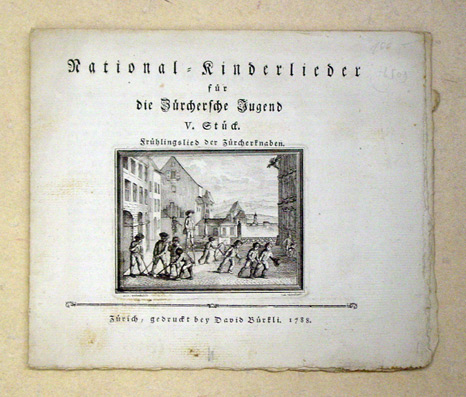 National-Kinderlieder
für
die Zürchersche Jugend
V. Stück.
Frühlingslied der Zürcherknaben.
Zürich, gedruckt bey David Bürkli. 1788.